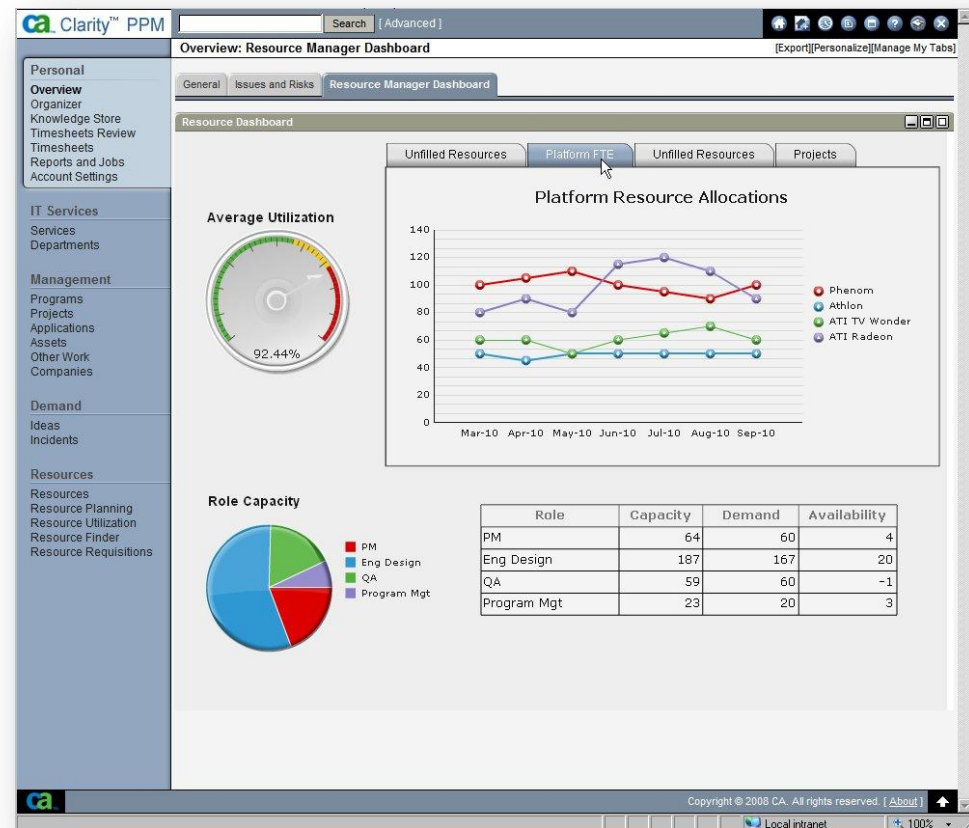 ca Clarity™ PPM
Search [Advanced]
Overview: Resource Manager Dashboard
[Export][Personalize][Manage My Tabs]
Personal
Overview
Organizer
Knowledge Store
Timesheets Review
Timesheets
Reports and Jobs
Account Settings
IT Services
Services
Departments
Management
Programs
Projects
Applications
Assets
Other Work
Companies
Demand
Ideas
Incidents
Resources
Resources
Resource Planning
Resource Utilization
Resource Finder
Resource Requisitions
General Issues and Risks Resource Manager Dashboard
Resource Dashboard
Unfilled Resources Platform FTE Unfilled Resources Projects
Average Utilization
92.44%
Platform Resource Allocations
140
120
100
80
60
40
20
0
Mar-10 Apr-10 May-10 Jun-10 Jul-10 Aug-10 Sep-10
Phenom
Athlon
ATI TV Wonder
ATI Radeon
Role Capacity
PM
Eng Design
QA
Program Mgt
Role Capacity Demand Availability
PM 64 60 4
Eng Design 187 167 20
QA 59 60 -1
Program Mgt 23 20 3
ca
Copyright © 2008 CA. All rights reserved. [About]
Local intranet 100%